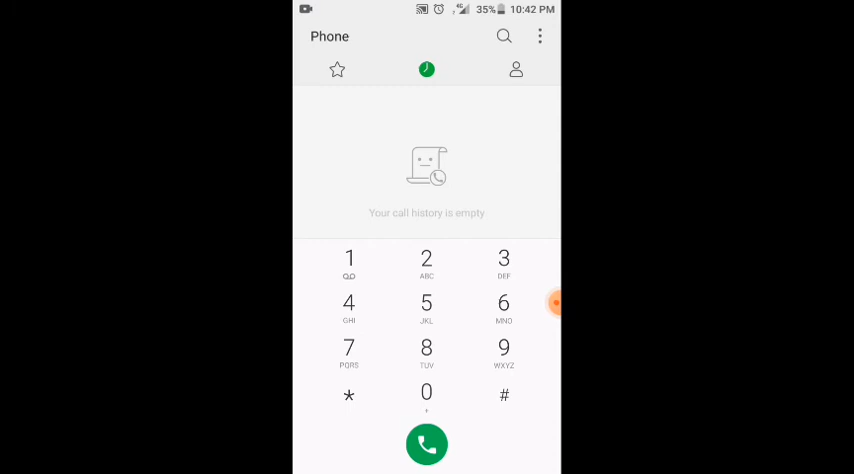 4G 35% 10:42 PM
Phone
Your call history is empty
1 2 3
ABC DEF
4 5 6
GHI JKL MNO
7 8 9
PQRS TUV WXYZ
* 0 #
+